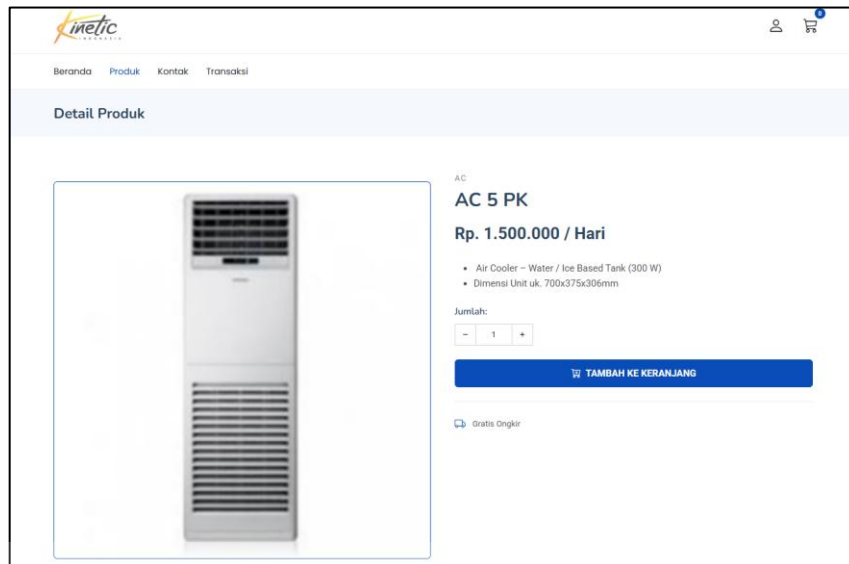 Kinetic
INDONESIA
0
Beranda Produk Kontak Transaksi
Detail Produk
AC
AC 5 PK
Rp. 1.500.000 / Hari
• Air Cooler – Water / Ice Based Tank (300 W)
• Dimensi Unit uk. 700x375x306mm
Jumlah:
− 1 +
TAMBAH KE KERANJANG
Gratis Ongkir